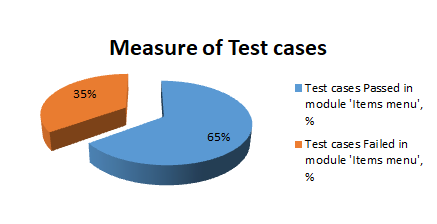 Measure of Test cases
35%
65%
Test cases Passed in
module 'Items menu',
%
Test cases Failed in
module 'Items menu',
%